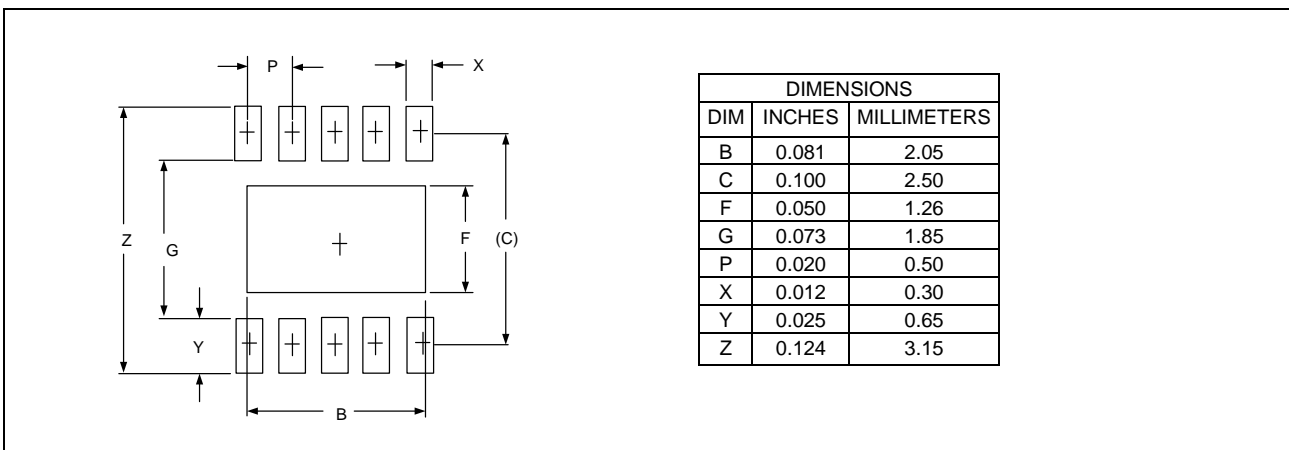 P
X
Z
G
F
(C)
Y
B
DIMENSIONS
DIM INCHES MILLIMETERS
B 0.081 2.05
C 0.100 2.50
F 0.050 1.26
G 0.073 1.85
P 0.020 0.50
X 0.012 0.30
Y 0.025 0.65
Z 0.124 3.15